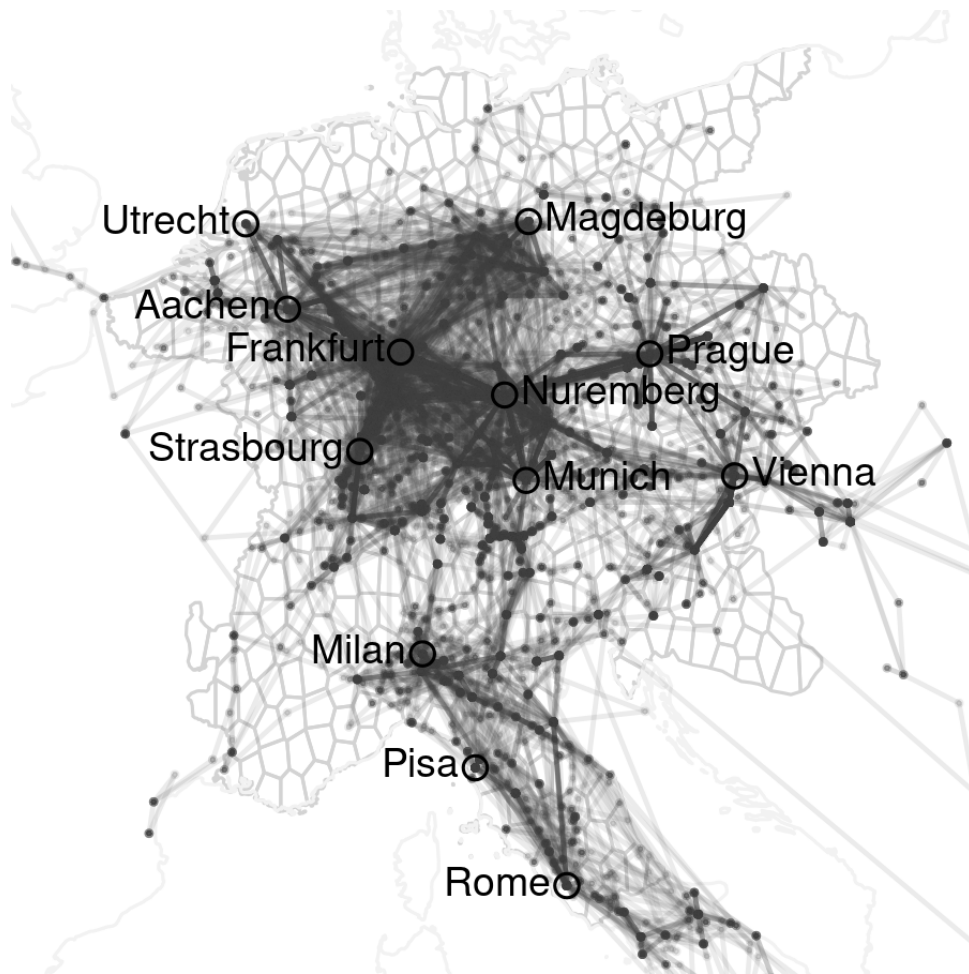 Utrecht
Magdeburg
Aachen
Frankfurt
Prague
Nuremberg
Strasbourg
Munich
Vienna
Milan
Pisa
Rome